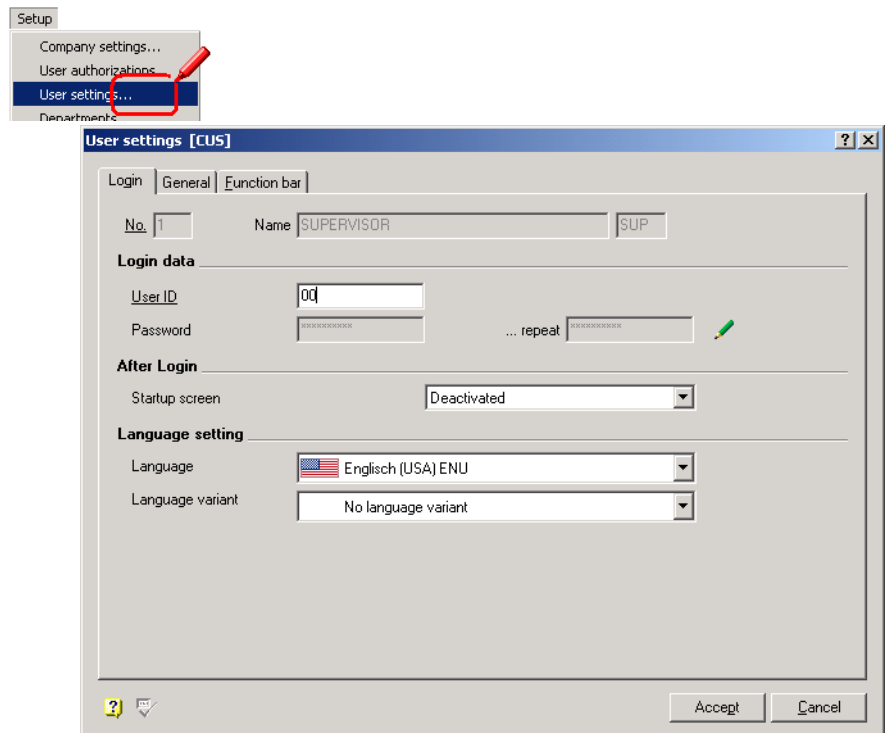 Setup
Company settings...
User authorizations...
User settings...
Departments
User settings [CUS]
Login General Function bar
No. 1 Name SUPERVISOR SUP
Login data
User ID 00
Password ********** ... repeat **********
After Login
Startup screen Deactivated
Language setting
Language Englisch (USA) ENU
Language variant No language variant
Accept Cancel